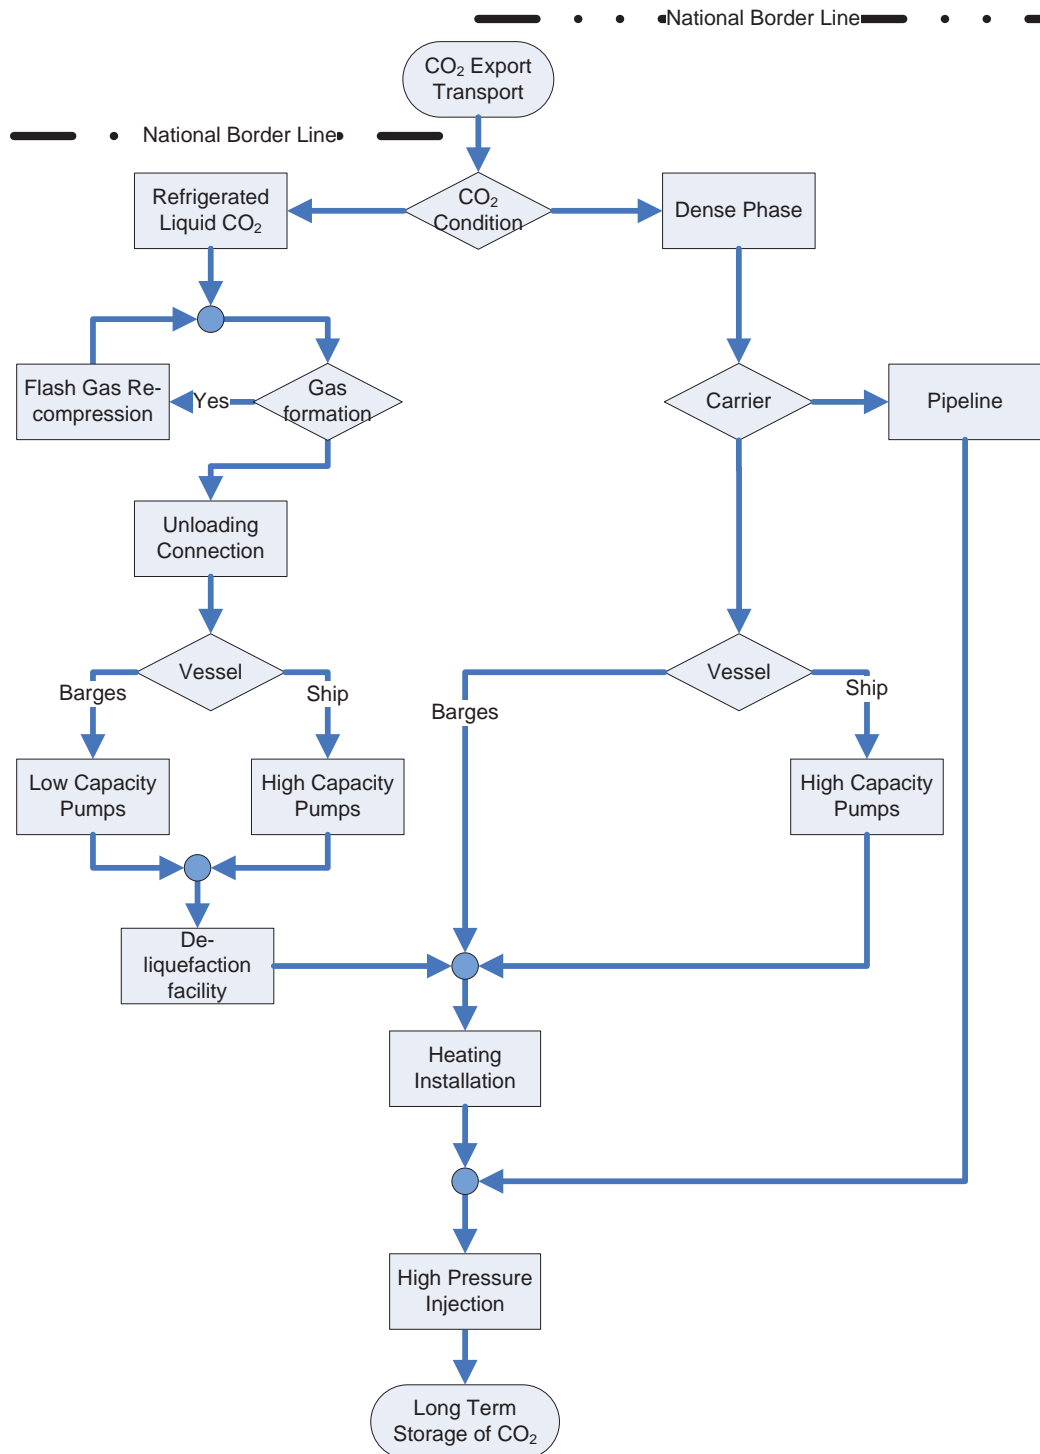 National Border Line
CO₂ Export
Transport
National Border Line
Refrigerated
Liquid CO₂
CO₂
Condition
Dense Phase
Flash Gas Re-
compression
Yes
Gas
formation
Carrier
Pipeline
Unloading
Connection
Vessel
Barges
Ship
Vessel
Barges
Ship
Low Capacity
Pumps
High Capacity
Pumps
High Capacity
Pumps
De-
liquefaction
facility
Heating
Installation
High Pressure
Injection
Long Term
Storage of CO₂